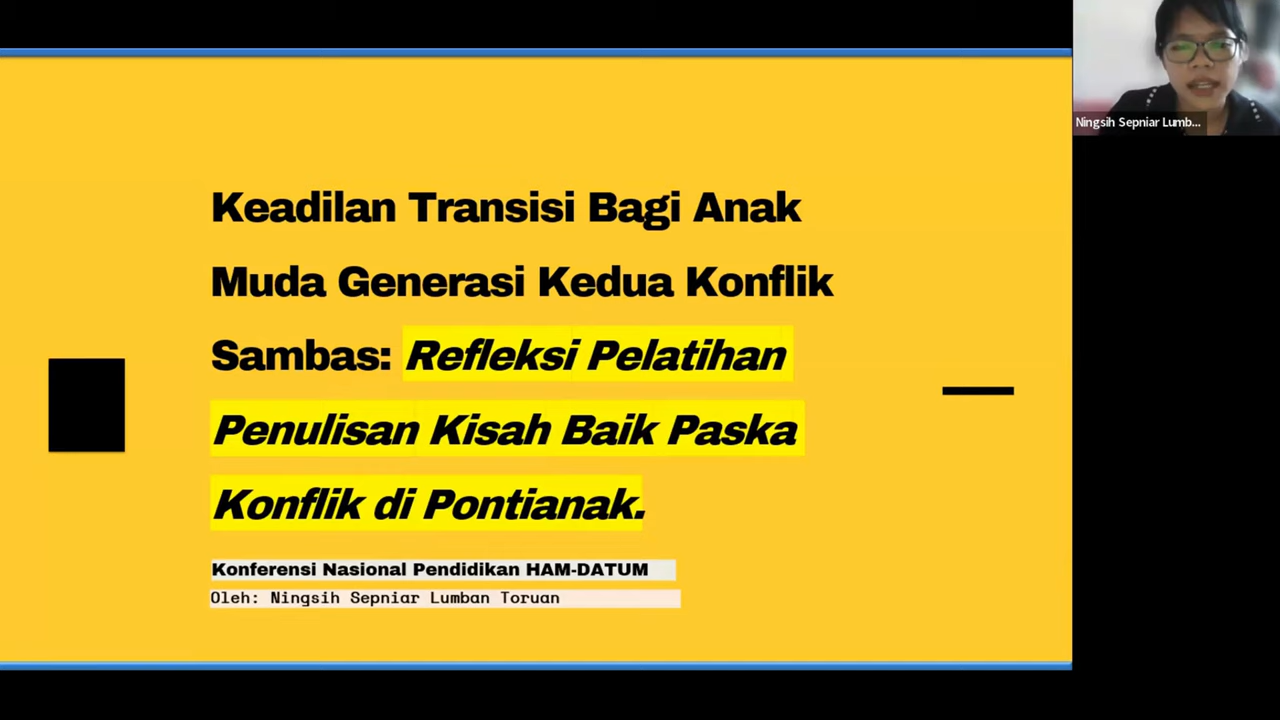 Keadilan Transisi Bagi Anak
Muda Generasi Kedua Konflik
Sambas: Refleksi Pelatihan
Penulisan Kisah Baik Paska
Konflik di Pontianak.
Konferensi Nasional Pendidikan HAM-DATUM
Oleh: Ningsih Sepniar Lumban Toruan
Ningsih Sepniar Lumb...